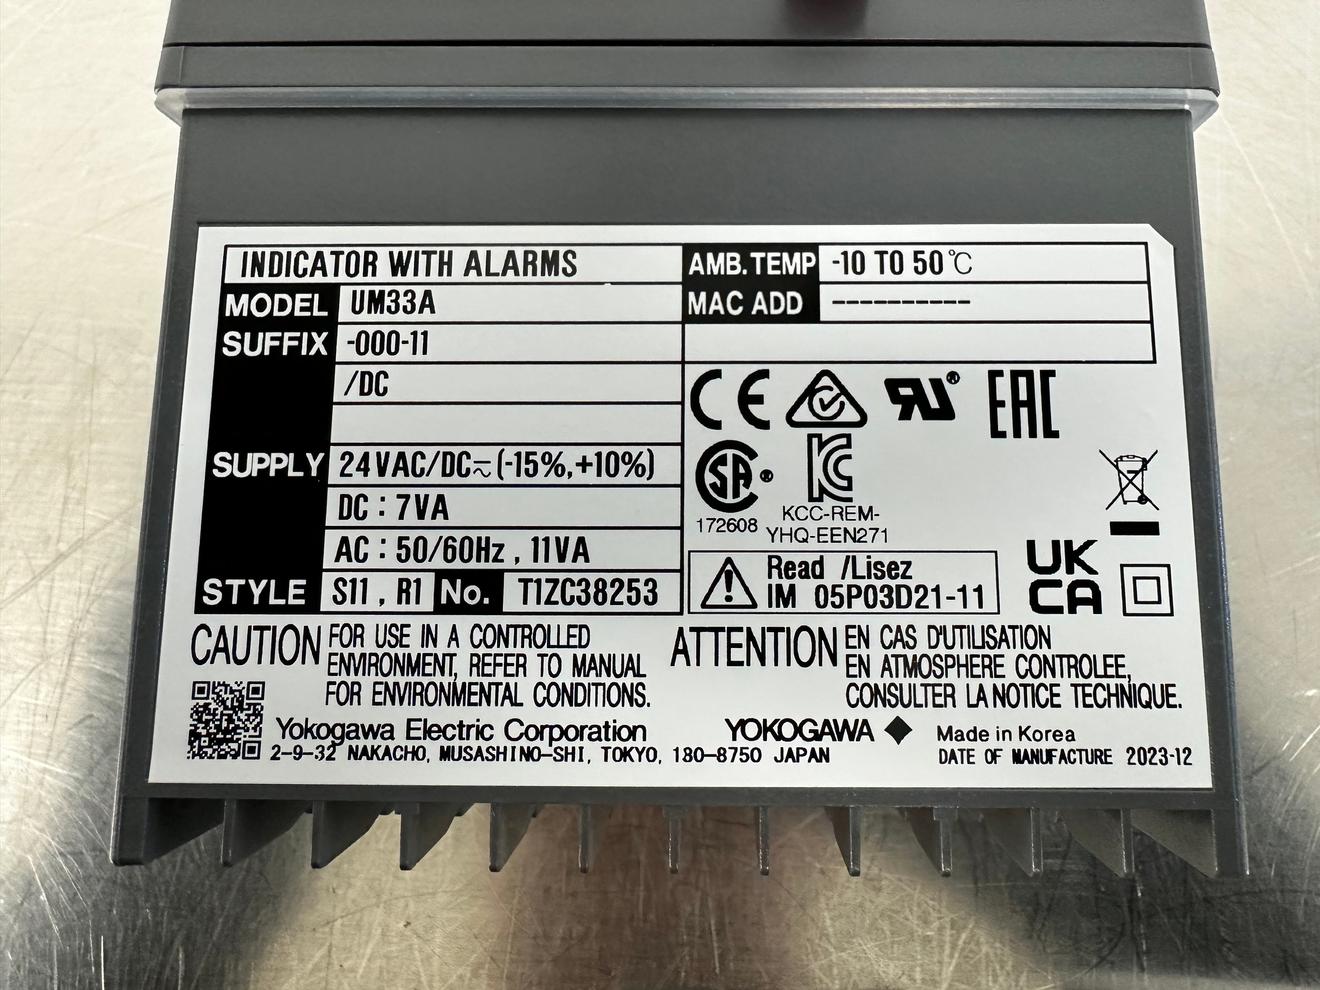 INDICATOR WITH ALARMS
MODEL UM33A
SUFFIX -000-11
/DC
SUPPLY 24VAC/DC (-15%,+10%)
DC : 7VA
AC : 50/60Hz , 11VA
STYLE S11 , R1 No. T1ZC38253
AMB.TEMP -10 TO 50℃
MAC ADD ----------
CE
RU®
EAC
SA®
172608
KC
KCC-REM-
YHQ-EEN271
Read /Lisez
IM 05P03D21-11
UK
CA
CAUTION FOR USE IN A CONTROLLED
ENVIRONMENT, REFER TO MANUAL
FOR ENVIRONMENTAL CONDITIONS.
ATTENTION EN CAS D'UTILISATION
EN ATMOSPHERE CONTROLEE,
CONSULTER LA NOTICE TECHNIQUE.
Yokogawa Electric Corporation
2-9-32 NAKACHO, MUSASHINO-SHI, TOKYO, 180-8750 JAPAN
YOKOGAWA ◆ Made in Korea
DATE OF MANUFACTURE 2023-12